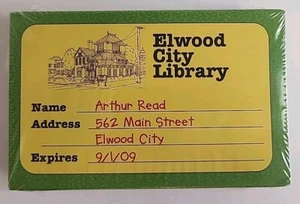 Elwood
City
Library
Name Arthur Read
Address 562 Main Street
Elwood City
Expires 9/1/09